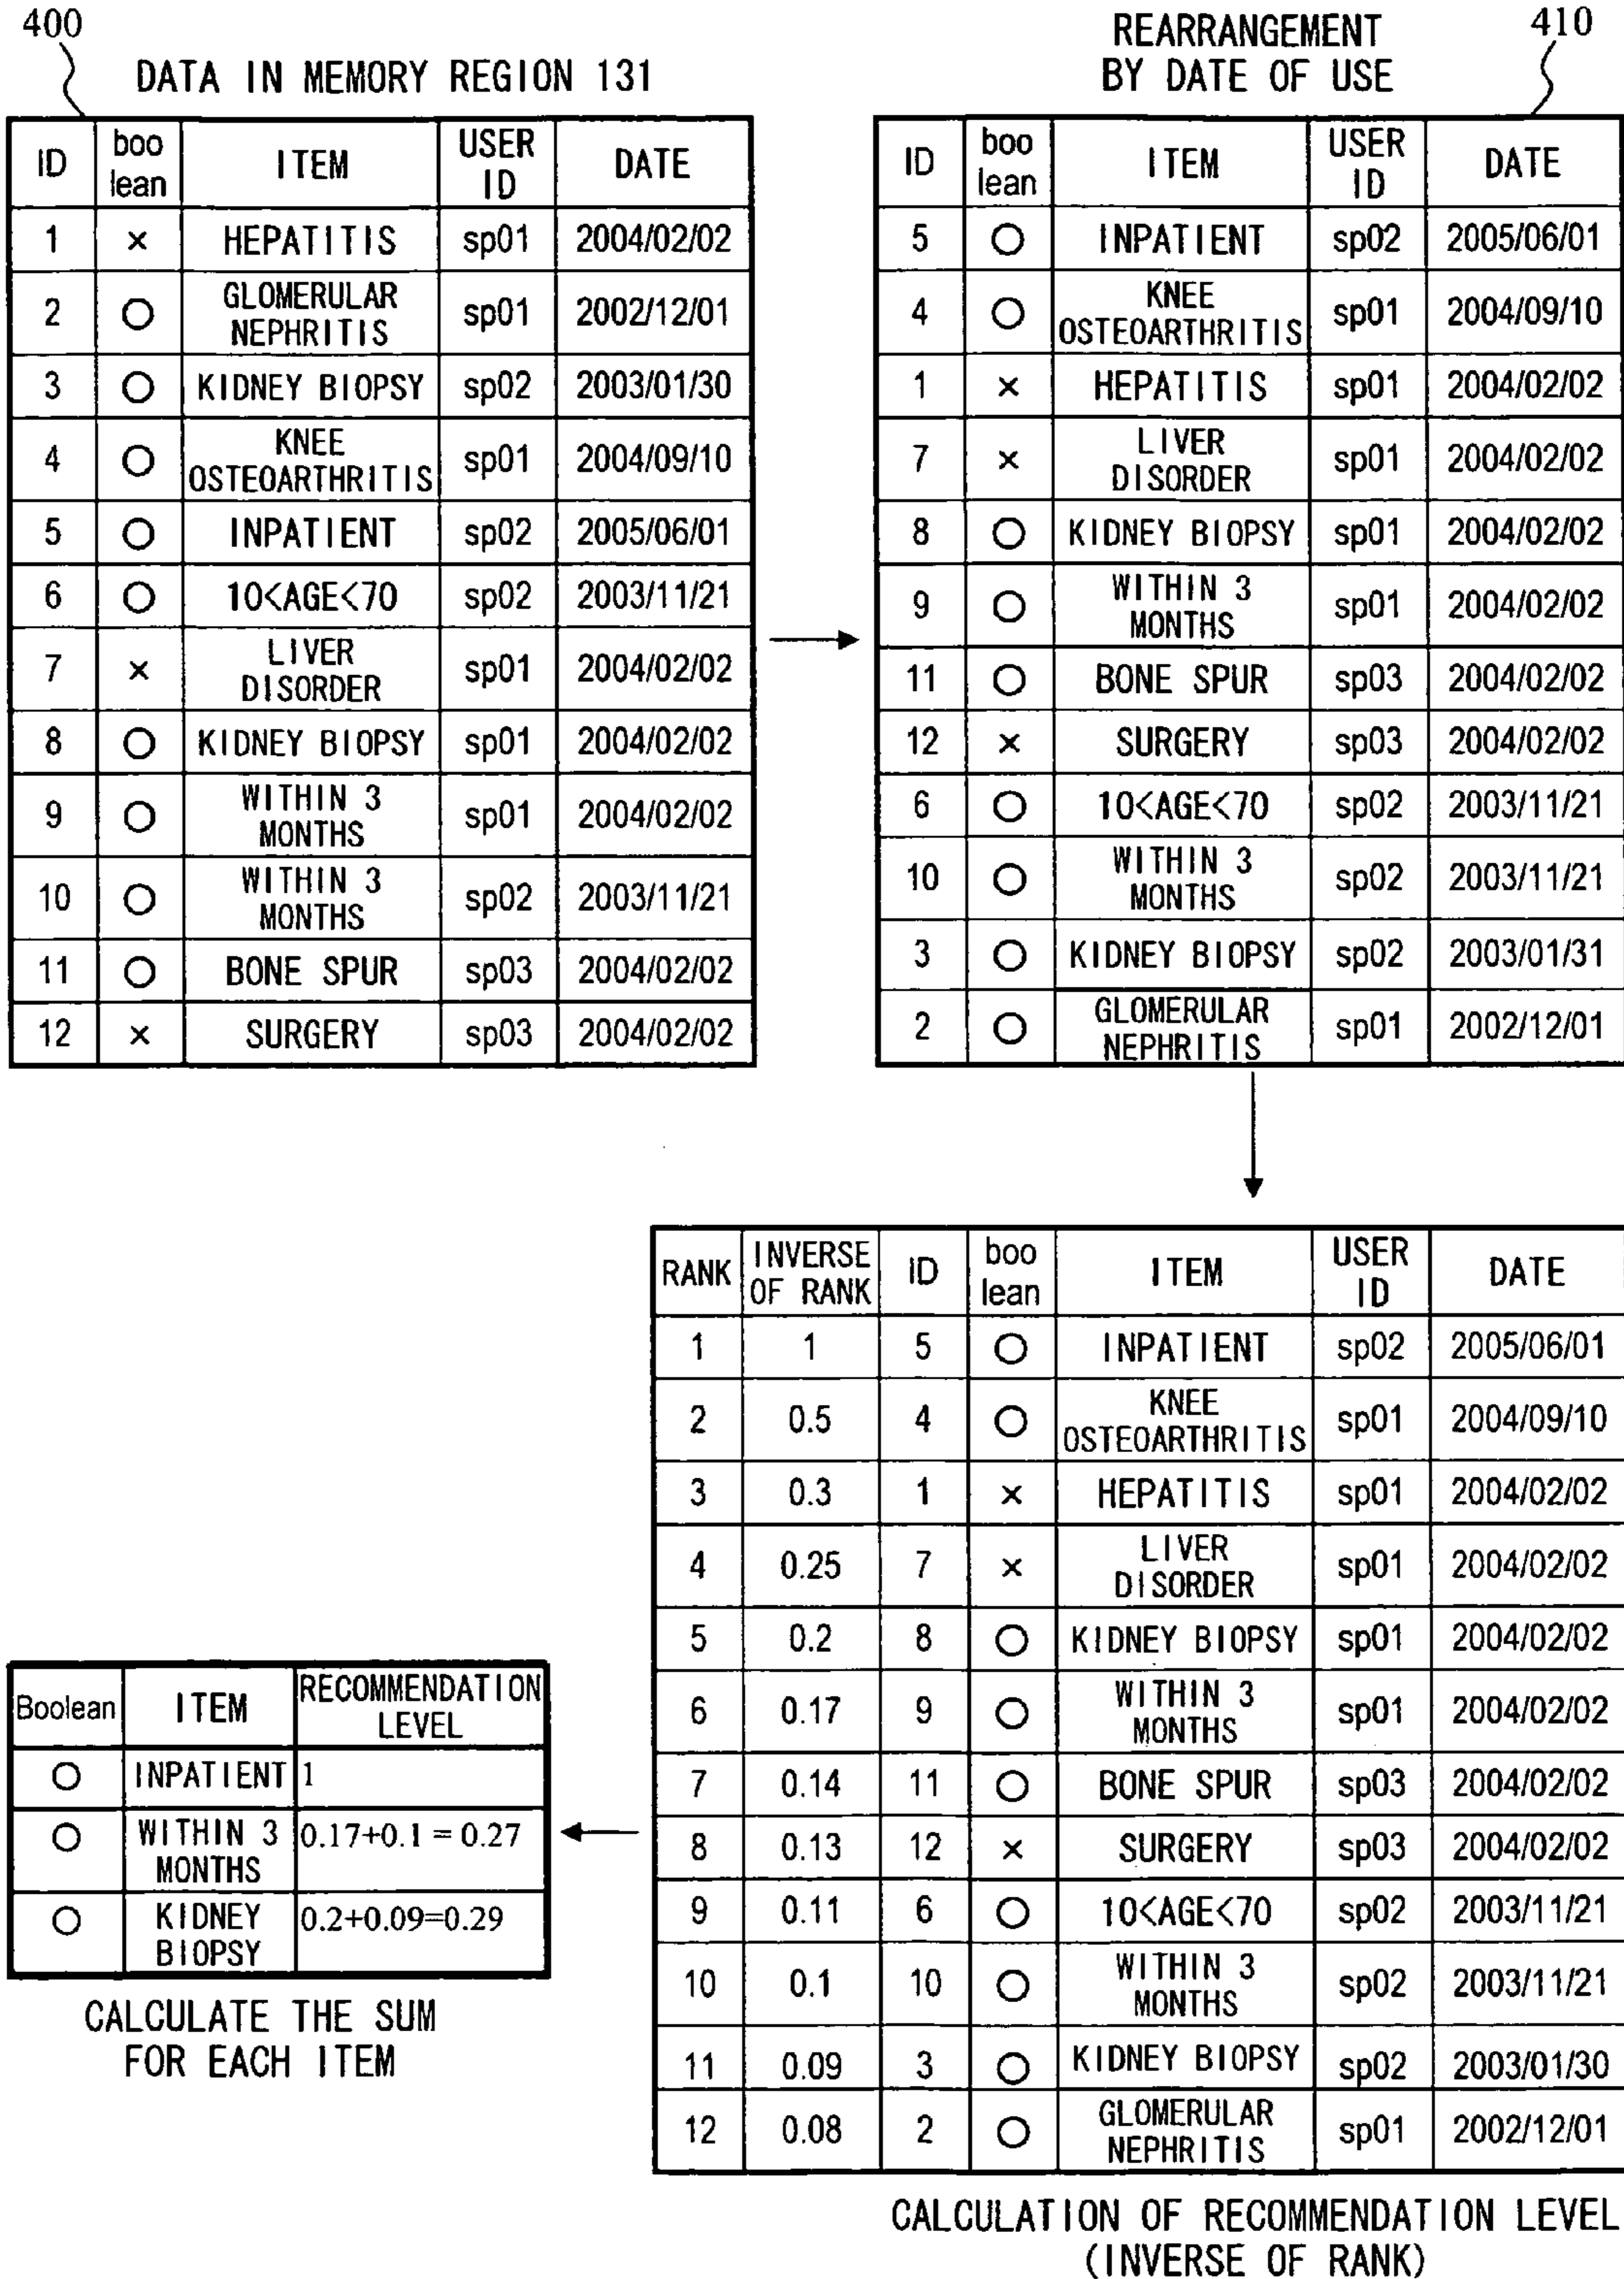 400
DATA IN MEMORY REGION 131
ID boo lean ITEM USER ID DATE
1 × HEPATITIS sp01 2004/02/02
2 ○ GLOMERULAR NEPHRITIS sp01 2002/12/01
3 ○ KIDNEY BIOPSY sp02 2003/01/30
4 ○ KNEE OSTEOARTHRITIS sp01 2004/09/10
5 ○ INPATIENT sp02 2005/06/01
6 ○ 10<AGE<70 sp02 2003/11/21
7 × LIVER DISORDER sp01 2004/02/02
8 ○ KIDNEY BIOPSY sp01 2004/02/02
9 ○ WITHIN 3 MONTHS sp01 2004/02/02
10 ○ WITHIN 3 MONTHS sp02 2003/11/21
11 ○ BONE SPUR sp03 2004/02/02
12 × SURGERY sp03 2004/02/02
REARRANGEMENT
BY DATE OF USE
410
ID boo lean ITEM USER ID DATE
5 ○ INPATIENT sp02 2005/06/01
4 ○ KNEE OSTEOARTHRITIS sp01 2004/09/10
1 × HEPATITIS sp01 2004/02/02
7 × LIVER DISORDER sp01 2004/02/02
8 ○ KIDNEY BIOPSY sp01 2004/02/02
9 ○ WITHIN 3 MONTHS sp01 2004/02/02
11 ○ BONE SPUR sp03 2004/02/02
12 × SURGERY sp03 2004/02/02
6 ○ 10<AGE<70 sp02 2003/11/21
10 ○ WITHIN 3 MONTHS sp02 2003/11/21
3 ○ KIDNEY BIOPSY sp02 2003/01/31
2 ○ GLOMERULAR NEPHRITIS sp01 2002/12/01
RANK INVERSE OF RANK ID boo lean ITEM USER ID DATE
1 1 5 ○ INPATIENT sp02 2005/06/01
2 0.5 4 ○ KNEE OSTEOARTHRITIS sp01 2004/09/10
3 0.3 1 × HEPATITIS sp01 2004/02/02
4 0.25 7 × LIVER DISORDER sp01 2004/02/02
5 0.2 8 ○ KIDNEY BIOPSY sp01 2004/02/02
6 0.17 9 ○ WITHIN 3 MONTHS sp01 2004/02/02
7 0.14 11 ○ BONE SPUR sp03 2004/02/02
8 0.13 12 × SURGERY sp03 2004/02/02
9 0.11 6 ○ 10<AGE<70 sp02 2003/11/21
10 0.1 10 ○ WITHIN 3 MONTHS sp02 2003/11/21
11 0.09 3 ○ KIDNEY BIOPSY sp02 2003/01/30
12 0.08 2 ○ GLOMERULAR NEPHRITIS sp01 2002/12/01
CALCULATION OF RECOMMENDATION LEVEL
(INVERSE OF RANK)
Boolean ITEM RECOMMENDATION LEVEL
○ INPATIENT 1
○ WITHIN 3 MONTHS 0.17+0.1 = 0.27
○ KIDNEY BIOPSY 0.2+0.09=0.29
CALCULATE THE SUM
FOR EACH ITEM